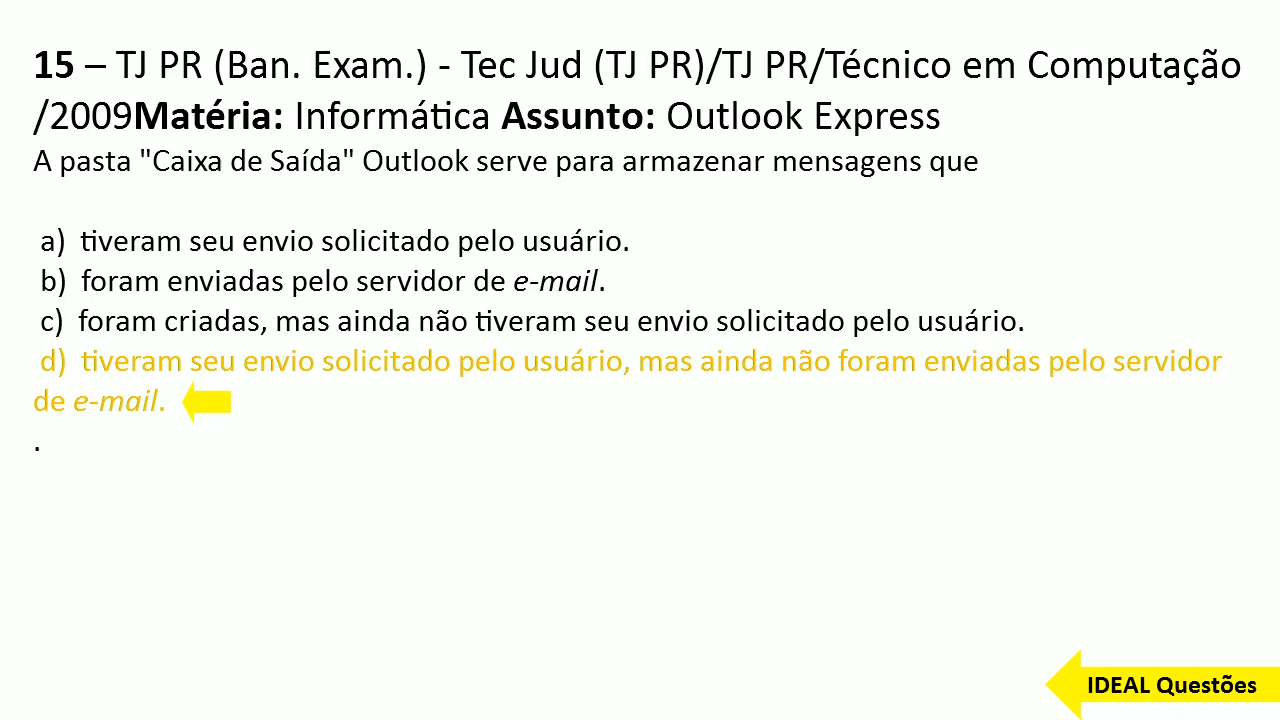 15 – TJ PR (Ban. Exam.) - Tec Jud (TJ PR)/TJ PR/Técnico em Computação
/2009Matéria: Informática Assunto: Outlook Express
A pasta "Caixa de Saída" Outlook serve para armazenar mensagens que
a) tiveram seu envio solicitado pelo usuário.
b) foram enviadas pelo servidor de e-mail.
c) foram criadas, mas ainda não tiveram seu envio solicitado pelo usuário.
d) tiveram seu envio solicitado pelo usuário, mas ainda não foram enviadas pelo servidor
de e-mail.
.
IDEAL Questões